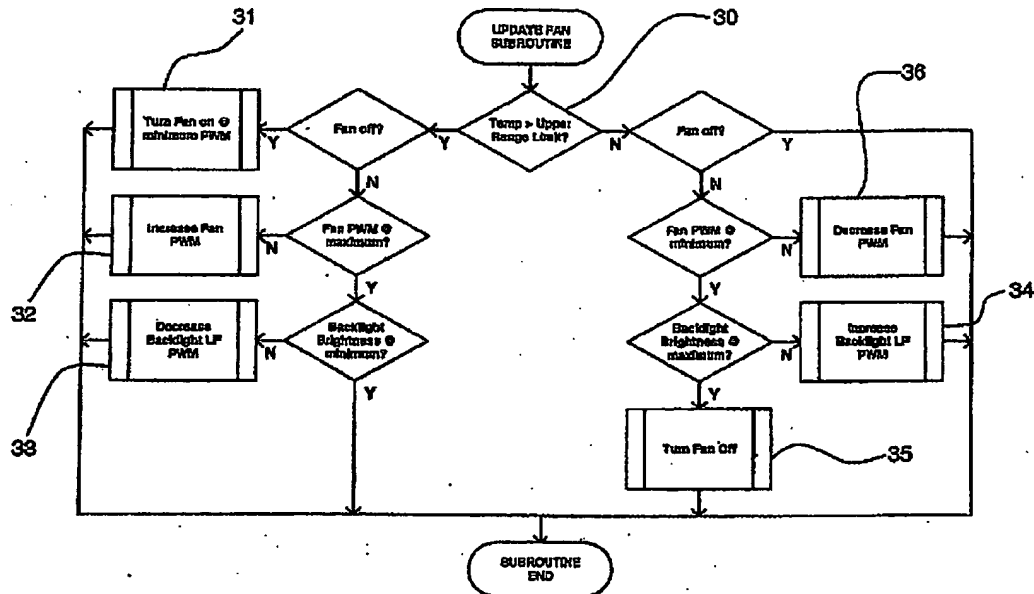 31
30
36
UPDATE FAN
SUBROUTINE
Turn Fan on @
minimum PWM
Y
Fan off?
Y
Temp > Upper
Range Limit?
N
Fan off?
Y
N
N
Increase Fan
PWM
N
Fan PWM @
maximum?
Fan PWM @
minimum?
N
Decrease Fan
PWM
32
Y
Y
34
Decrease
Backlight LF
PWM
N
Backlight
Brightness @
minimum?
Backlight
Brightness @
maximum?
N
Increase
Backlight LF
PWM
Y
Y
33
Turn Fan Off
35
SUBROUTINE
END